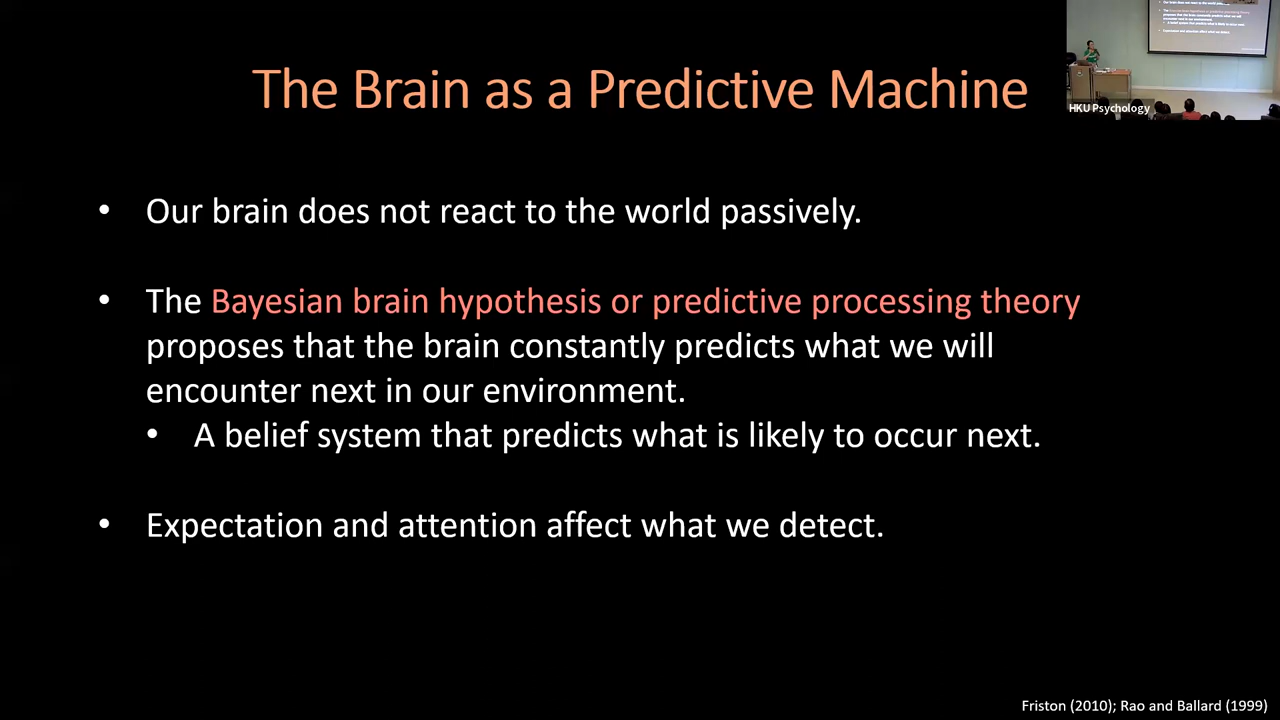 The Brain as a Predictive Machine
HKU Psychology
• Our brain does not react to the world passively.
• The Bayesian brain hypothesis or predictive processing theory
proposes that the brain constantly predicts what we will
encounter next in our environment.
• A belief system that predicts what is likely to occur next.
• Expectation and attention affect what we detect.
Friston (2010); Rao and Ballard (1999)